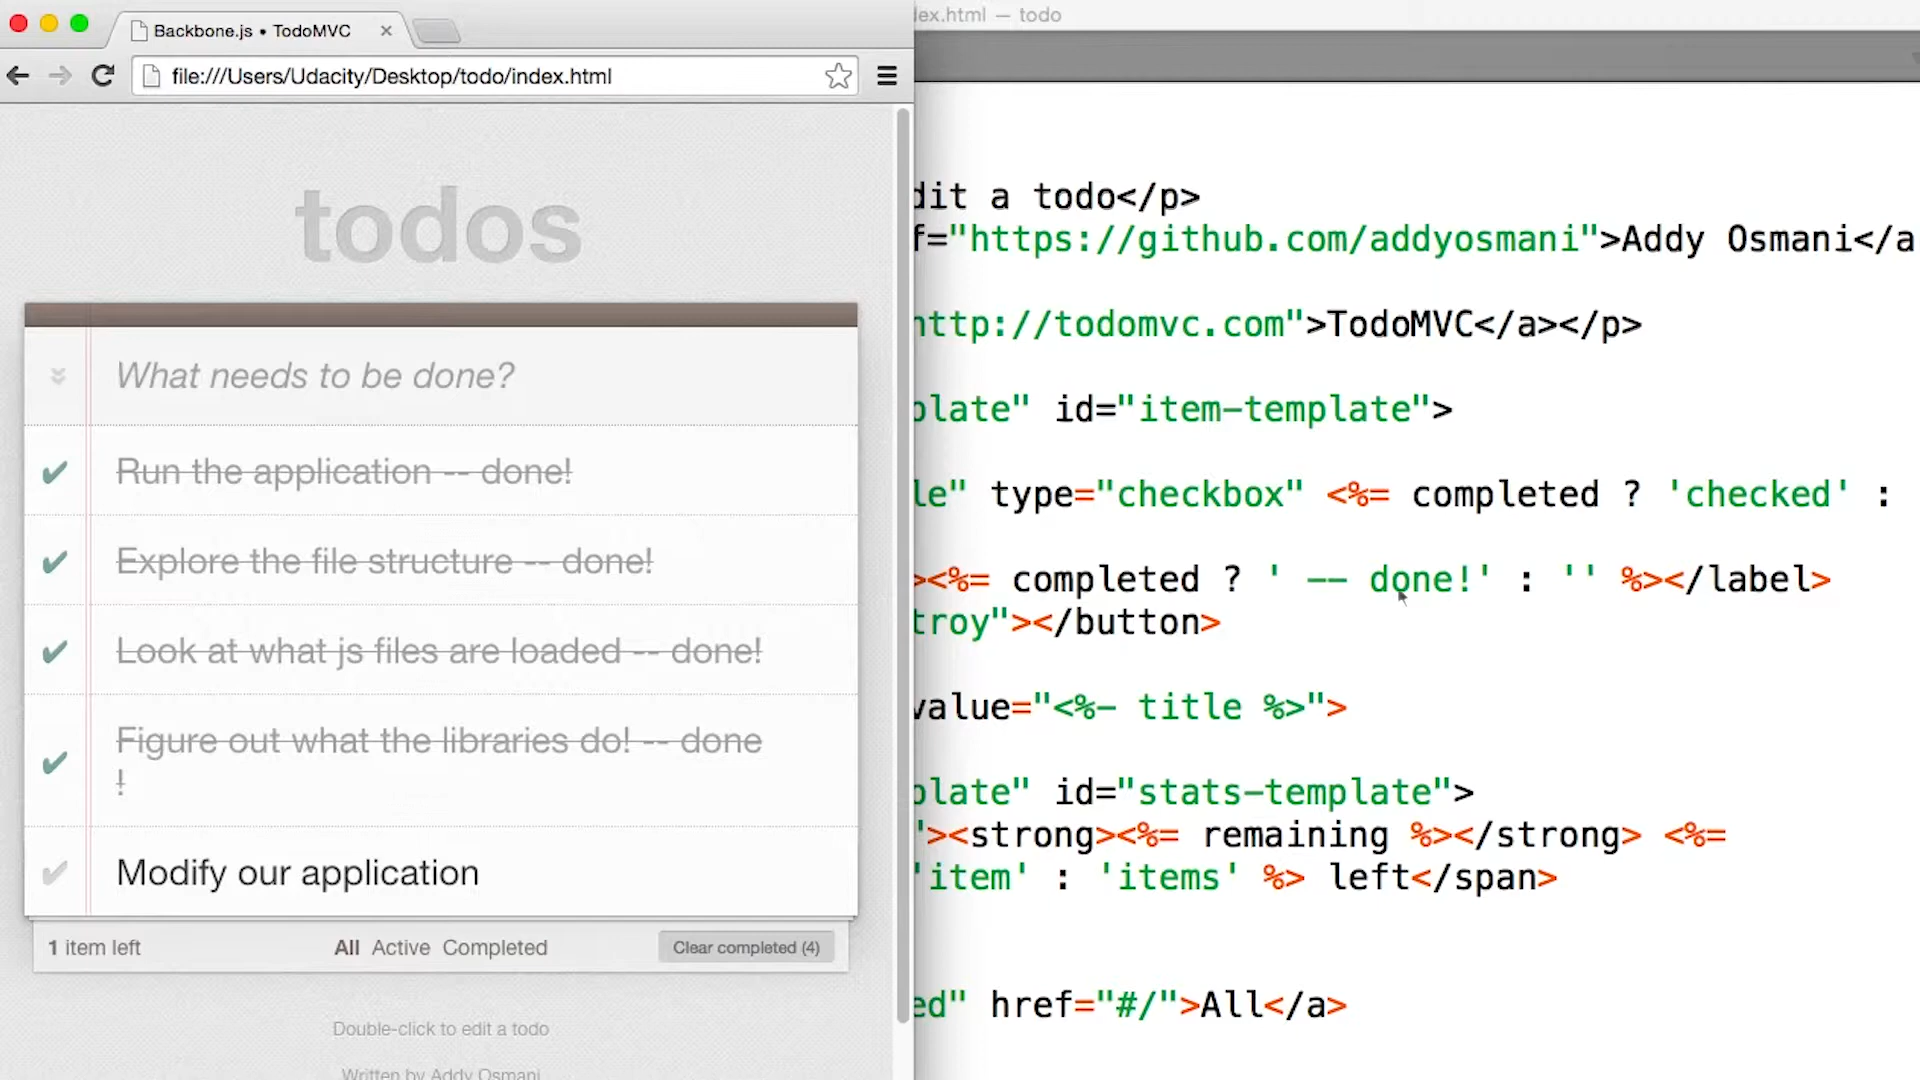 Backbone.js • TodoMVC
file:///Users/Udacity/Desktop/todo/index.html
todos
What needs to be done?
Run the application -- done!
Explore the file structure -- done!
Look at what js files are loaded -- done!
Figure out what the libraries do! -- done
!
Modify our application
1 item left
All Active Completed
Clear completed (4)
Double-click to edit a todo
Written by Addy Osmani
ex.html — todo
dit a todo</p>
f="https://github.com/addyosmani">Addy Osmani</a
http://todomvc.com">TodoMVC</a></p>
plate" id="item-template">
le" type="checkbox" <%= completed ? 'checked' :
><%= completed ? ' -- done!' : '' %></label>
troy"></button>
value="<%- title %>">
plate" id="stats-template">
"><strong><%= remaining %></strong> <%=
'item' : 'items' %> left</span>
ed" href="#/">All</a>